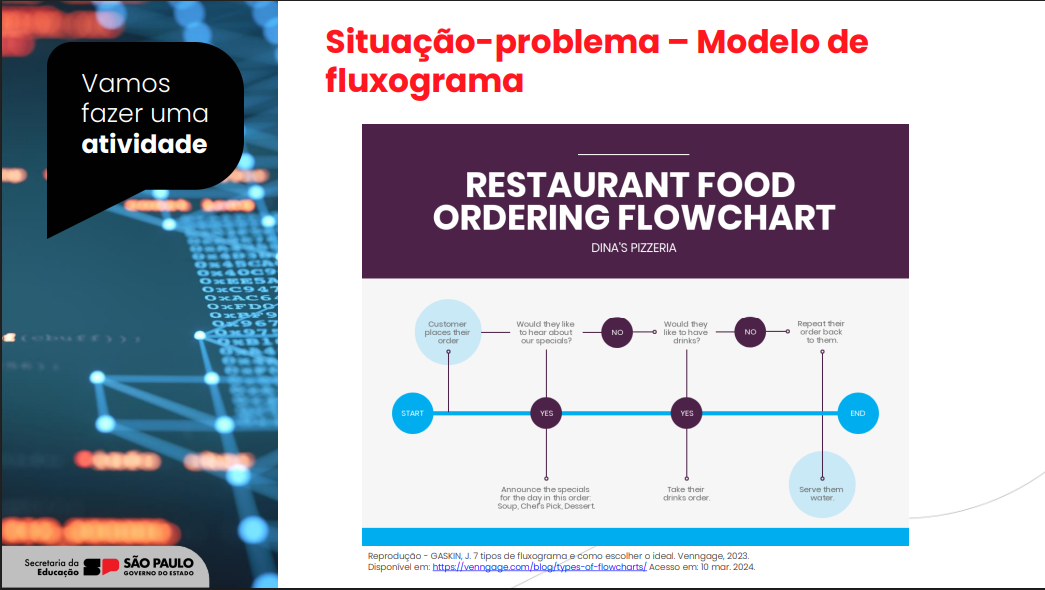 Vamos
fazer uma
atividade
Situação-problema – Modelo de
fluxograma
RESTAURANT FOOD
ORDERING FLOWCHART
DINA'S PIZZERIA
Customer
places their
order
Would they like
to hear about
our specials?
NO
Would they
like to have
drinks?
NO
Repeat their
order back
to them.
START
YES
YES
END
Announce the specials
for the day in this order:
Soup, Chef's Pick, Dessert.
Take their
drinks order.
Serve them
water.
Secretaria da
Educação
SÃO PAULO
GOVERNO DO ESTADO
Reprodução – GASKIN, J. 7 tipos de fluxograma e como escolher o ideal. Venngage, 2023.
Disponível em: https://venngage.com/blog/types-of-flowcharts/ Acesso em: 10 mar. 2024.